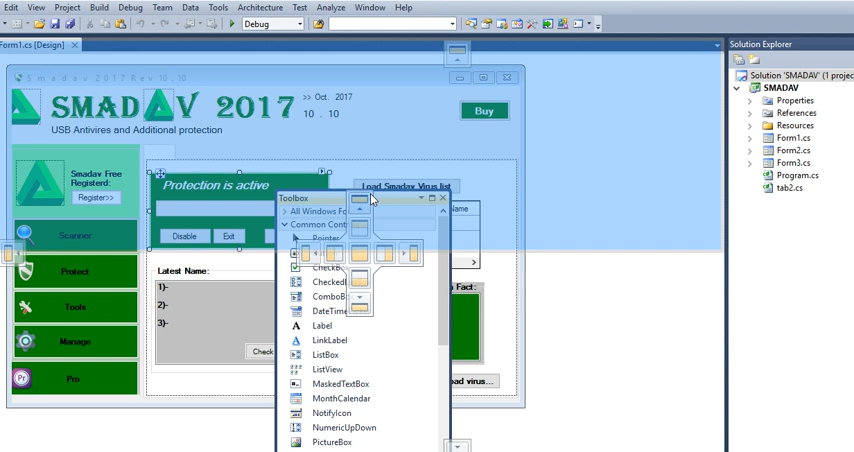 Edit View Project Build Debug Team Data Tools Architecture Test Analyze Window Help
Debug
Form1.cs [Design]
Solution Explorer
Smadav 2017 Rev 10.10
Solution 'SMADAV' (1 projec
SMADAV
Properties
References
Resources
Form1.cs
Form2.cs
Form3.cs
Program.cs
tab2.cs
SMADAV 2017
>> Oct. 2017
10 . 10
Buy
USB Antivires and Additional protection
Smadav Free
Registerd:
Register>>
Protection is active
Load Smadav Virus list
Name
Disable
Exit
Scanner
Protect
Tools
Manage
Pro
Latest Name:
1)-
2)-
3)-
Check
Fact:
oad virus...
Toolbox
All Windows Fo
Common Cont
Pointer
CheckBo
CheckedL
ComboBo
DateTime
Label
LinkLabel
ListBox
ListView
MaskedTextBox
MonthCalendar
NotifyIcon
NumericUpDown
PictureBox